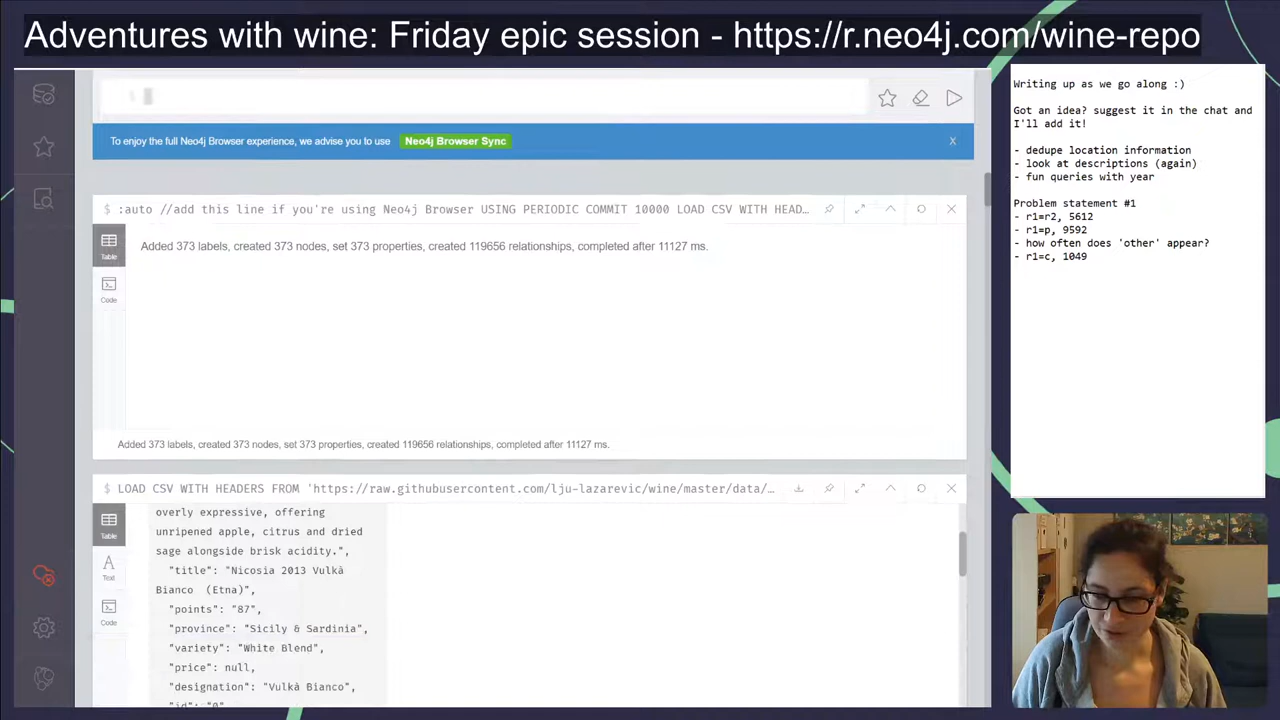 Adventures with wine: Friday epic session - https://r.neo4j.com/wine-repo
To enjoy the full Neo4j Browser experience, we advise you to use Neo4j Browser Sync X
$ :auto //add this line if you're using Neo4j Browser USING PERIODIC COMMIT 10000 LOAD CSV WITH HEAD…
Table
Added 373 labels, created 373 nodes, set 373 properties, created 119656 relationships, completed after 11127 ms.
Code
Added 373 labels, created 373 nodes, set 373 properties, created 119656 relationships, completed after 11127 ms.
$ LOAD CSV WITH HEADERS FROM 'https://raw.githubusercontent.com/lju-lazarevic/wine/master/data/…
Table
Text
Code
overly expressive, offering
unripened apple, citrus and dried
sage alongside brisk acidity.",
"title": "Nicosia 2013 Vulkà
Bianco (Etna)",
"points": "87",
"province": "Sicily & Sardinia",
"variety": "White Blend",
"price": null,
"designation": "Vulkà Bianco",
"id": "0"
Writing up as we go along :)
Got an idea? suggest it in the chat and
I'll add it!
- dedupe location information
- look at descriptions (again)
- fun queries with year
Problem statement #1
- r1=r2, 5612
- r1=p, 9592
- how often does 'other' appear?
- r1=c, 1049